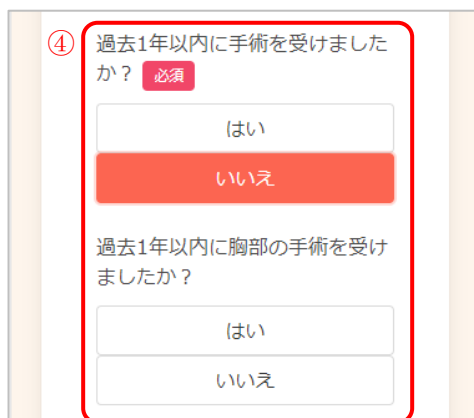 ④ 過去1年以内に手術を受けました
か？ 必須
はい
いいえ
過去1年以内に胸部の手術を受け
ましたか？
はい
いいえ